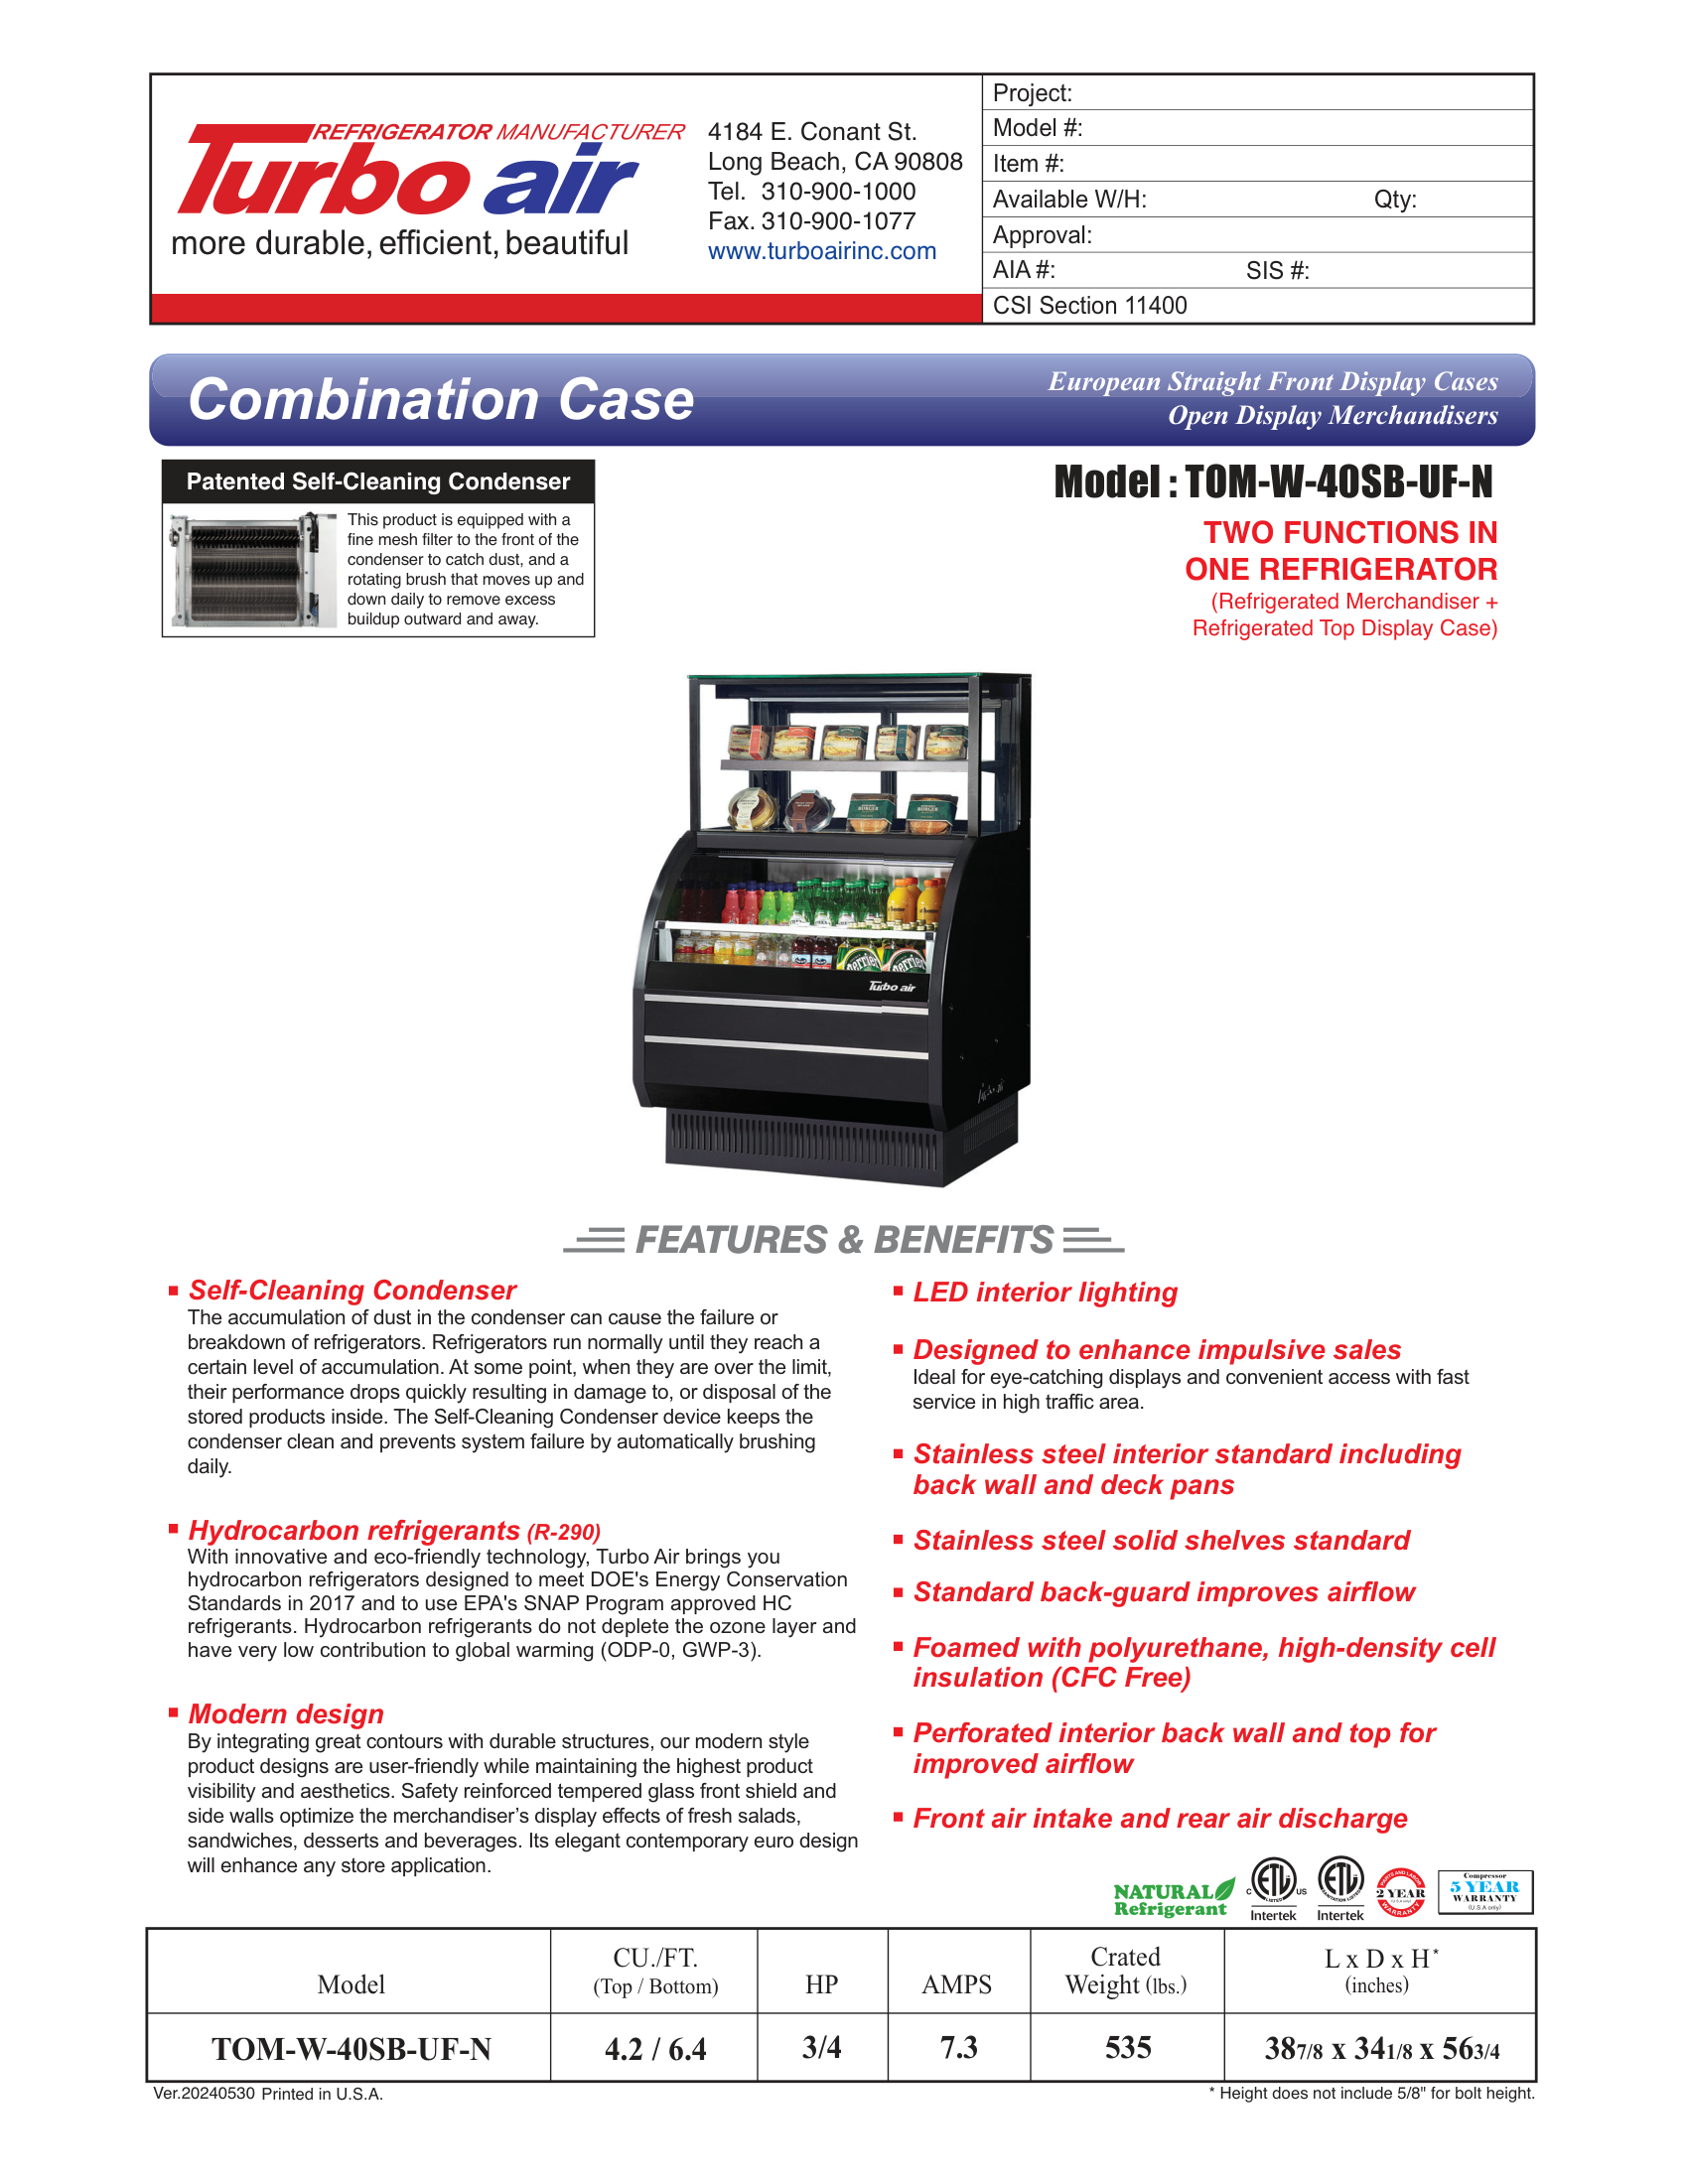 REFRIGERATOR MANUFACTURER
Turbo air
more durable, efficient, beautiful
4184 E. Conant St.
Long Beach, CA 90808
Tel. 310-900-1000
Fax. 310-900-1077
www.turboairinc.com
Project:
Model #:
Item #:
Available W/H: Qty:
Approval:
AIA #: SIS #:
CSI Section 11400
Combination Case
European Straight Front Display Cases
Open Display Merchandisers
Patented Self-Cleaning Condenser
This product is equipped with a
fine mesh filter to the front of the
condenser to catch dust, and a
rotating brush that moves up and
down daily to remove excess
buildup outward and away.
Model : TOM-W-40SB-UF-N
TWO FUNCTIONS IN
ONE REFRIGERATOR
(Refrigerated Merchandiser +
Refrigerated Top Display Case)
Turbo air
FEATURES & BENEFITS
Self-Cleaning Condenser
The accumulation of dust in the condenser can cause the failure or
breakdown of refrigerators. Refrigerators run normally until they reach a
certain level of accumulation. At some point, when they are over the limit,
their performance drops quickly resulting in damage to, or disposal of the
stored products inside. The Self-Cleaning Condenser device keeps the
condenser clean and prevents system failure by automatically brushing
daily.
Hydrocarbon refrigerants (R-290)
With innovative and eco-friendly technology, Turbo Air brings you
hydrocarbon refrigerators designed to meet DOE's Energy Conservation
Standards in 2017 and to use EPA's SNAP Program approved HC
refrigerants. Hydrocarbon refrigerants do not deplete the ozone layer and
have very low contribution to global warming (ODP-0, GWP-3).
Modern design
By integrating great contours with durable structures, our modern style
product designs are user-friendly while maintaining the highest product
visibility and aesthetics. Safety reinforced tempered glass front shield and
side walls optimize the merchandiser’s display effects of fresh salads,
sandwiches, desserts and beverages. Its elegant contemporary euro design
will enhance any store application.
LED interior lighting
Designed to enhance impulsive sales
Ideal for eye-catching displays and convenient access with fast
service in high traffic area.
Stainless steel interior standard including
back wall and deck pans
Stainless steel solid shelves standard
Standard back-guard improves airflow
Foamed with polyurethane, high-density cell
insulation (CFC Free)
Perforated interior back wall and top for
improved airflow
Front air intake and rear air discharge
NATURAL
Refrigerant
C ETL US
LISTED
Intertek
ETL
SANITATION LISTED
Intertek
PARTS AND LABOR
2 YEAR
WARRANTY
Compressor
5 YEAR
WARRANTY
(U.S.A only)
Model
CU./FT.
(Top / Bottom)
HP
AMPS
Crated
Weight (lbs.)
L x D x H*
(inches)
TOM-W-40SB-UF-N
4.2 / 6.4
3/4
7.3
535
38 7/8 x 34 1/8 x 56 3/4
Ver.20240530 Printed in U.S.A.
* Height does not include 5/8" for bolt height.